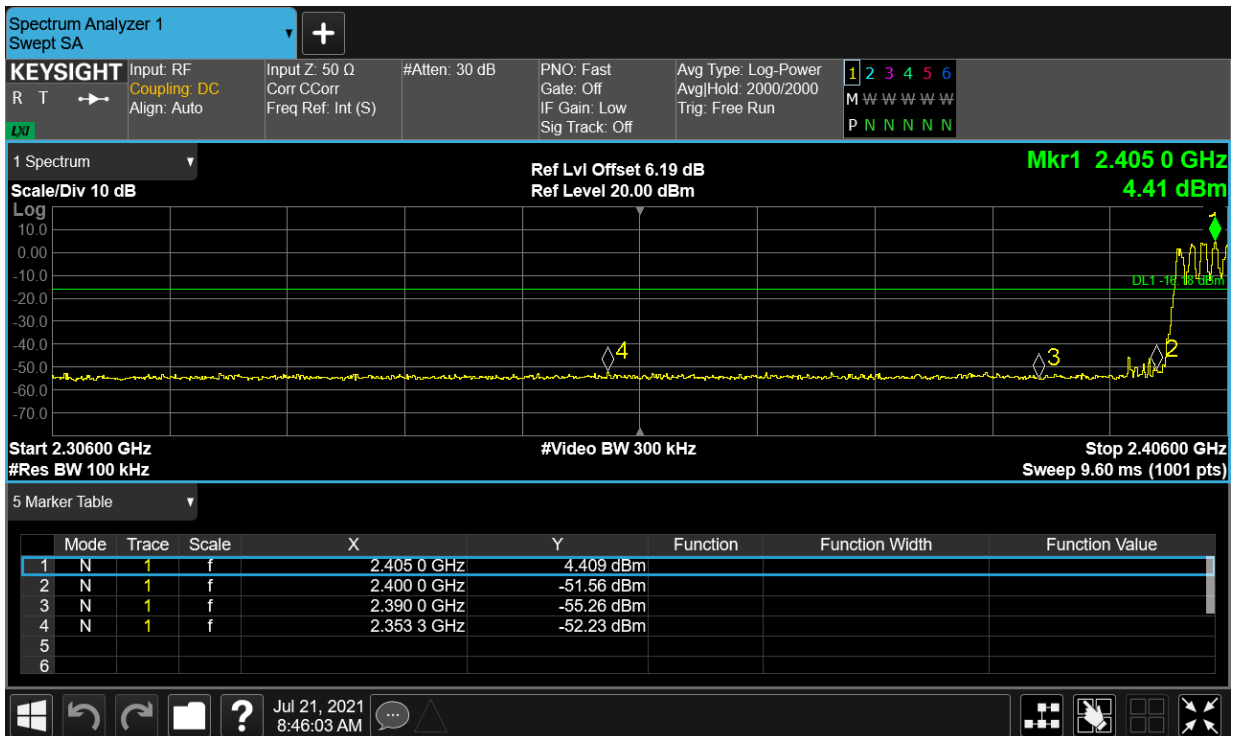 Spectrum Analyzer 1
Swept SA
+
KEYSIGHT Input: RF Input Z: 50 Ω #Atten: 30 dB PNO: Fast Avg Type: Log-Power 1 2 3 4 5 6
R T Coupling: DC Corr CCorr Gate: Off Avg|Hold: 2000/2000 M W W W W W
Align: Auto Freq Ref: Int (S) IF Gain: Low Trig: Free Run
LXI Sig Track: Off P N N N N N
1 Spectrum Ref Lvl Offset 6.19 dB Mkr1 2.405 0 GHz
Scale/Div 10 dB Ref Level 20.00 dBm 4.41 dBm
Log
10.0
0.00
-10.0
DL1 -16.18 dBm
-20.0
-30.0
-40.0
4 3 2
-50.0
-60.0
-70.0
Start 2.30600 GHz #Video BW 300 kHz Stop 2.40600 GHz
#Res BW 100 kHz Sweep 9.60 ms (1001 pts)
5 Marker Table
Mode Trace Scale X Y Function Function Width Function Value
1 N 1 f 2.405 0 GHz 4.409 dBm
2 N 1 f 2.400 0 GHz -51.56 dBm
3 N 1 f 2.390 0 GHz -55.26 dBm
4 N 1 f 2.353 3 GHz -52.23 dBm
5
6
? Jul 21, 2021
8:46:03 AM